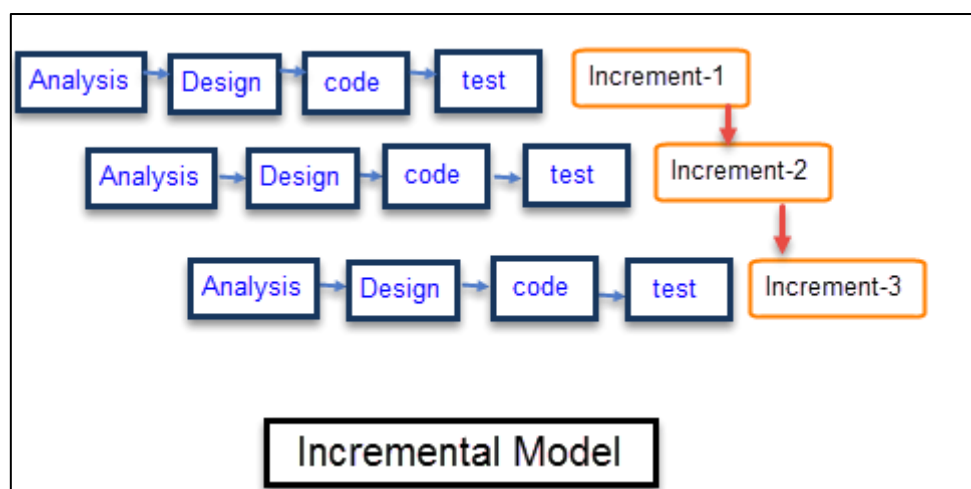 Analysis Design code test Increment-1
Analysis Design code test Increment-2
Analysis Design code test Increment-3
Incremental Model